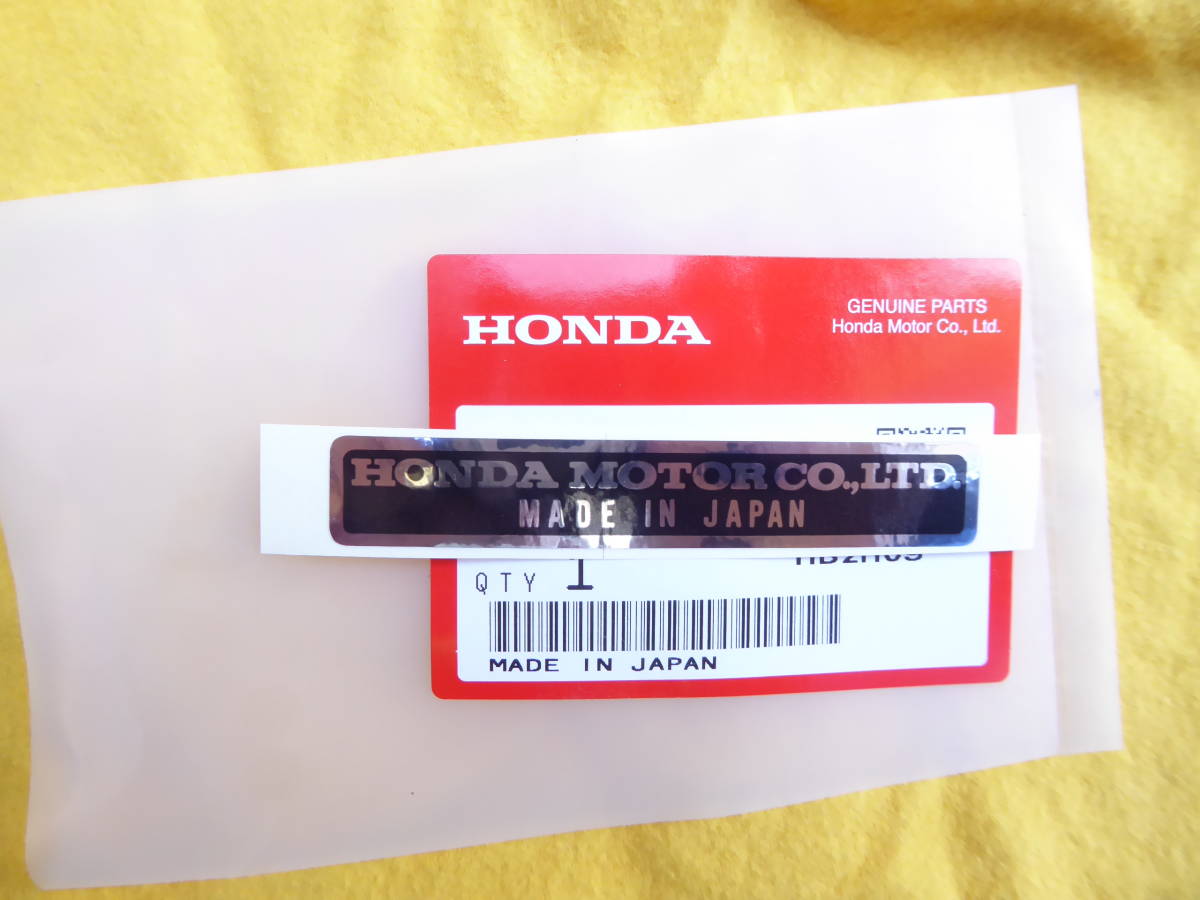 HONDA
GENUINE PARTS
Honda Motor Co., Ltd.
HONDA MOTOR CO.,LTD.
MADE IN JAPAN
QTY 1
MADE IN JAPAN